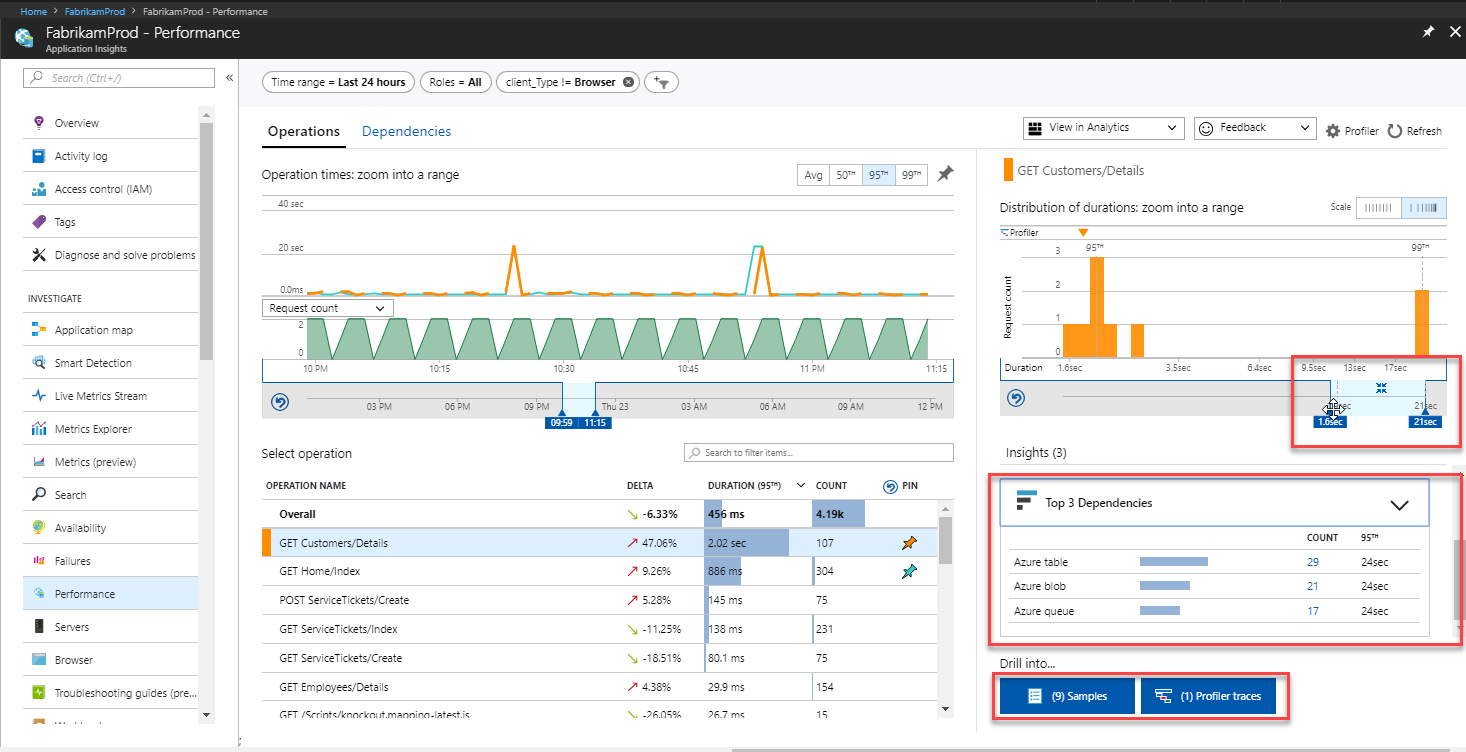 Home > FabrikamProd > FabrikamProd - Performance
FabrikamProd - Performance
Application Insights
Search (Ctrl+/)
«
Overview
Activity log
Access control (IAM)
Tags
Diagnose and solve problems
INVESTIGATE
Application map
Smart Detection
Live Metrics Stream
Metrics Explorer
Metrics (preview)
Search
Availability
Failures
Performance
Servers
Browser
Troubleshooting guides (pre...
Time range = Last 24 hours
Roles = All
client_Type != Browser
Operations Dependencies
View in Analytics
Feedback
Profiler
Refresh
Operation times: zoom into a range
Avg 50TH 95TH 99TH
40 sec
20 sec
0.0ms
Request count
2
0
10 PM 10:15 10:30 10:45 11 PM 11:15
03 PM 06 PM 09 PM Thu 23 03 AM 06 AM 09 AM 12 PM
09:59 11:15
Select operation
Search to filter items...
OPERATION NAME DELTA DURATION (95TH) COUNT PIN
Overall -6.33% 456 ms 4.19k
GET Customers/Details 47.06% 2.02 sec 107
GET Home/Index 9.26% 886 ms 304
POST ServiceTickets/Create 5.28% 145 ms 75
GET ServiceTickets/Index -11.25% 138 ms 231
GET ServiceTickets/Create -18.51% 80.1 ms 75
GET Employees/Details 4.38% 29.9 ms 154
GET /Scripts/knockout.mapping-latest.js -26.05% 26.7 ms 15
GET Customers/Details
Distribution of durations: zoom into a range
Scale
Profiler
95TH 99TH
Request count
3
2
1
0
Duration 1.6sec 3.5sec 6.4sec 9.5sec 13sec 17sec
21sec
1.6sec 21sec
Insights (3)
Top 3 Dependencies
COUNT 95TH
Azure table 29 24sec
Azure blob 21 24sec
Azure queue 17 24sec
Drill into...
(9) Samples
(1) Profiler traces